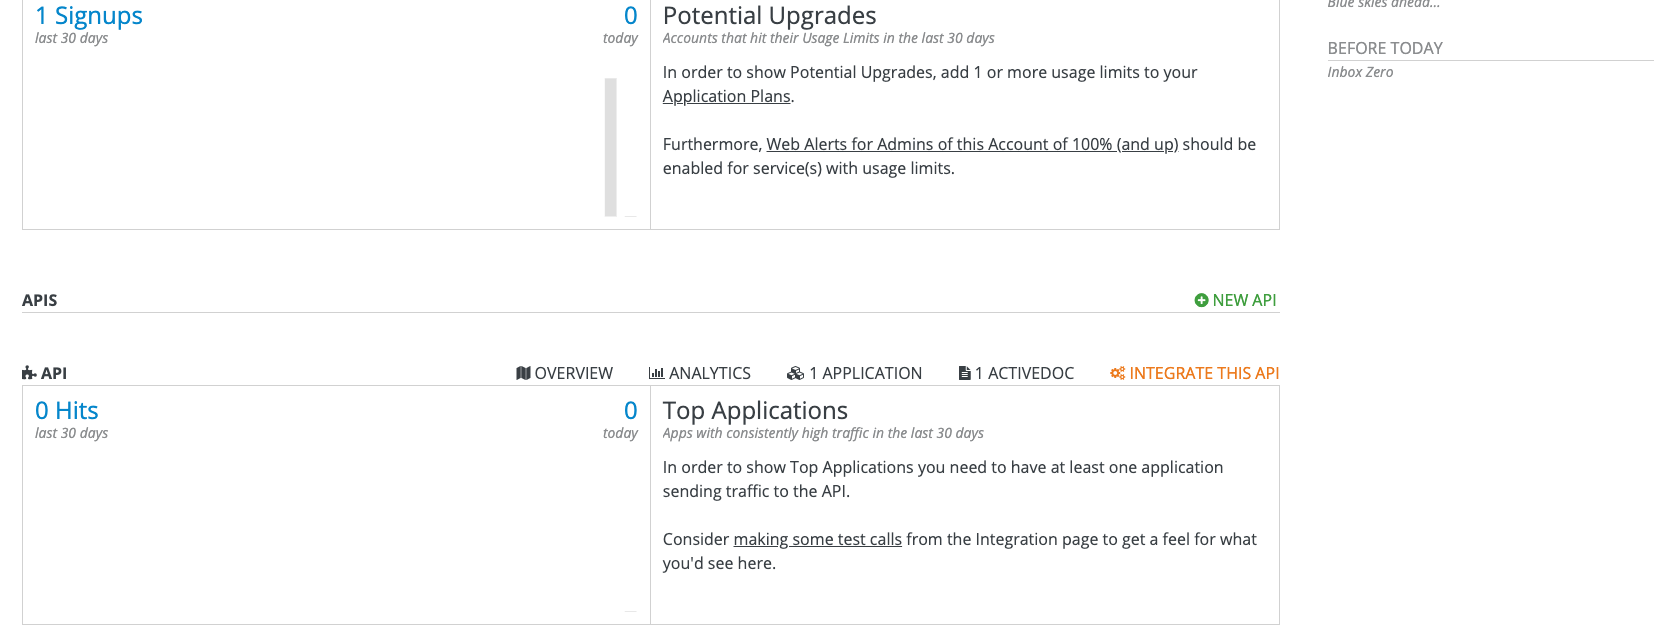 1 Signups
0
last 30 days
today
Potential Upgrades
Accounts that hit their Usage Limits in the last 30 days
In order to show Potential Upgrades, add 1 or more usage limits to your
Application Plans.
Furthermore, Web Alerts for Admins of this Account of 100% (and up) should be
enabled for service(s) with usage limits.
Blue skies ahead...
BEFORE TODAY
Inbox Zero
APIS
NEW API
API
OVERVIEW
ANALYTICS
1 APPLICATION
1 ACTIVEDOC
INTEGRATE THIS API
0 Hits
0
last 30 days
today
Top Applications
Apps with consistently high traffic in the last 30 days
In order to show Top Applications you need to have at least one application
sending traffic to the API.
Consider making some test calls from the Integration page to get a feel for what
you'd see here.